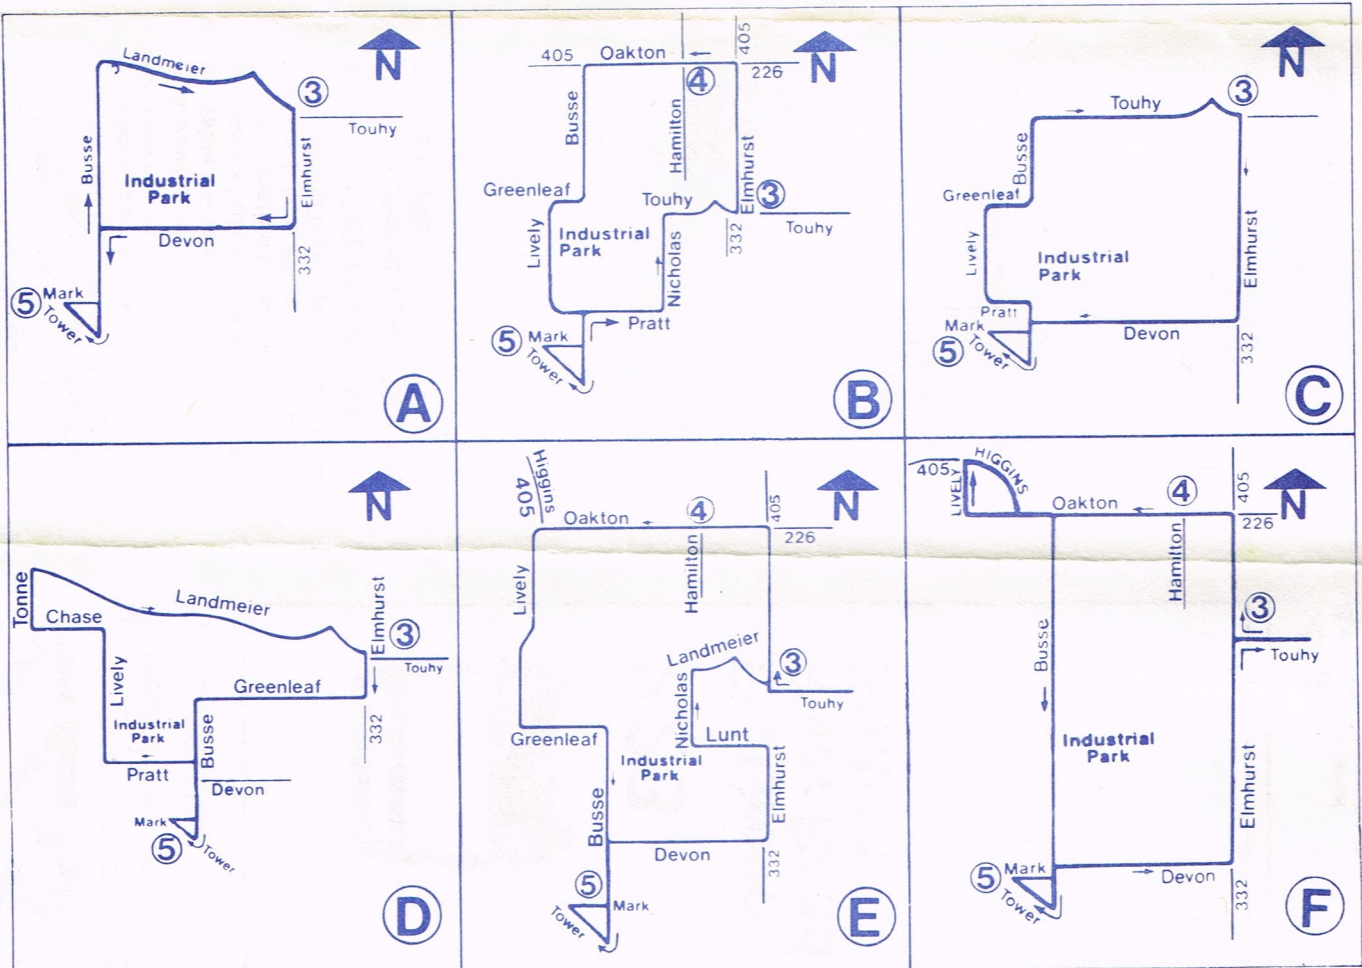 Landmeier
N
3
Touhy
Busse
Elmhurst
Industrial
Park
Devon
332
5
Mark
Tower
A
405
Oakton
405
226
N
4
Busse
Hamilton
Elmhurst
Greenleaf
Touhy
3
Touhy
Lively
Industrial
Park
Nicholas
332
5
Mark
Tower
Pratt
B
N
Touhy
3
Busse
Greenleaf
Lively
Industrial
Park
Elmhurst
Pratt
Mark
5
Tower
Devon
332
C
N
Tonne
Chase
Landmeier
Elmhurst
3
Touhy
Lively
Greenleaf
Industrial
Park
Busse
332
Pratt
Devon
Mark
5
Tower
D
Higgins
405
Oakton
4
405
226
N
Lively
Hamilton
Landmeier
3
Touhy
Nicholas
Greenleaf
Lunt
Industrial
Park
Busse
Elmhurst
Devon
332
5
Mark
Tower
E
405
LIVELY
HIGGINS
Oakton
4
405
226
N
Hamilton
3
Touhy
Busse
Industrial
Park
Elmhurst
5
Mark
Tower
Devon
332
F